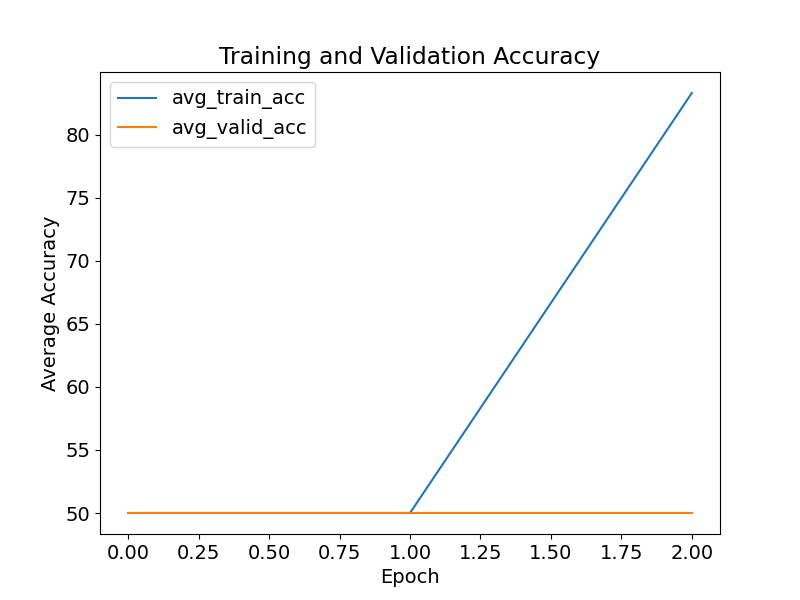 Training and Validation Accuracy
avg_train_acc
avg_valid_acc
Average Accuracy
80
75
70
65
60
55
50
0.00 0.25 0.50 0.75 1.00 1.25 1.50 1.75 2.00
Epoch